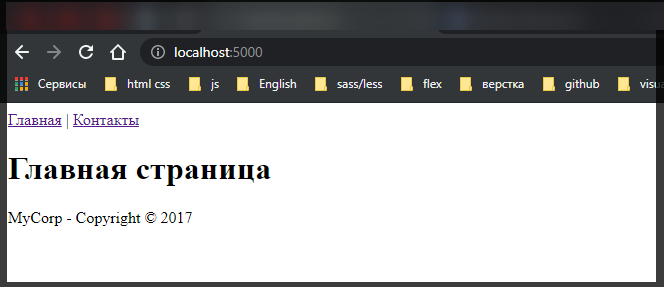 localhost:5000
Сервисы html css js English sass/less flex верстка github visua
Главная | Контакты
Главная страница
MyCorp - Copyright © 2017